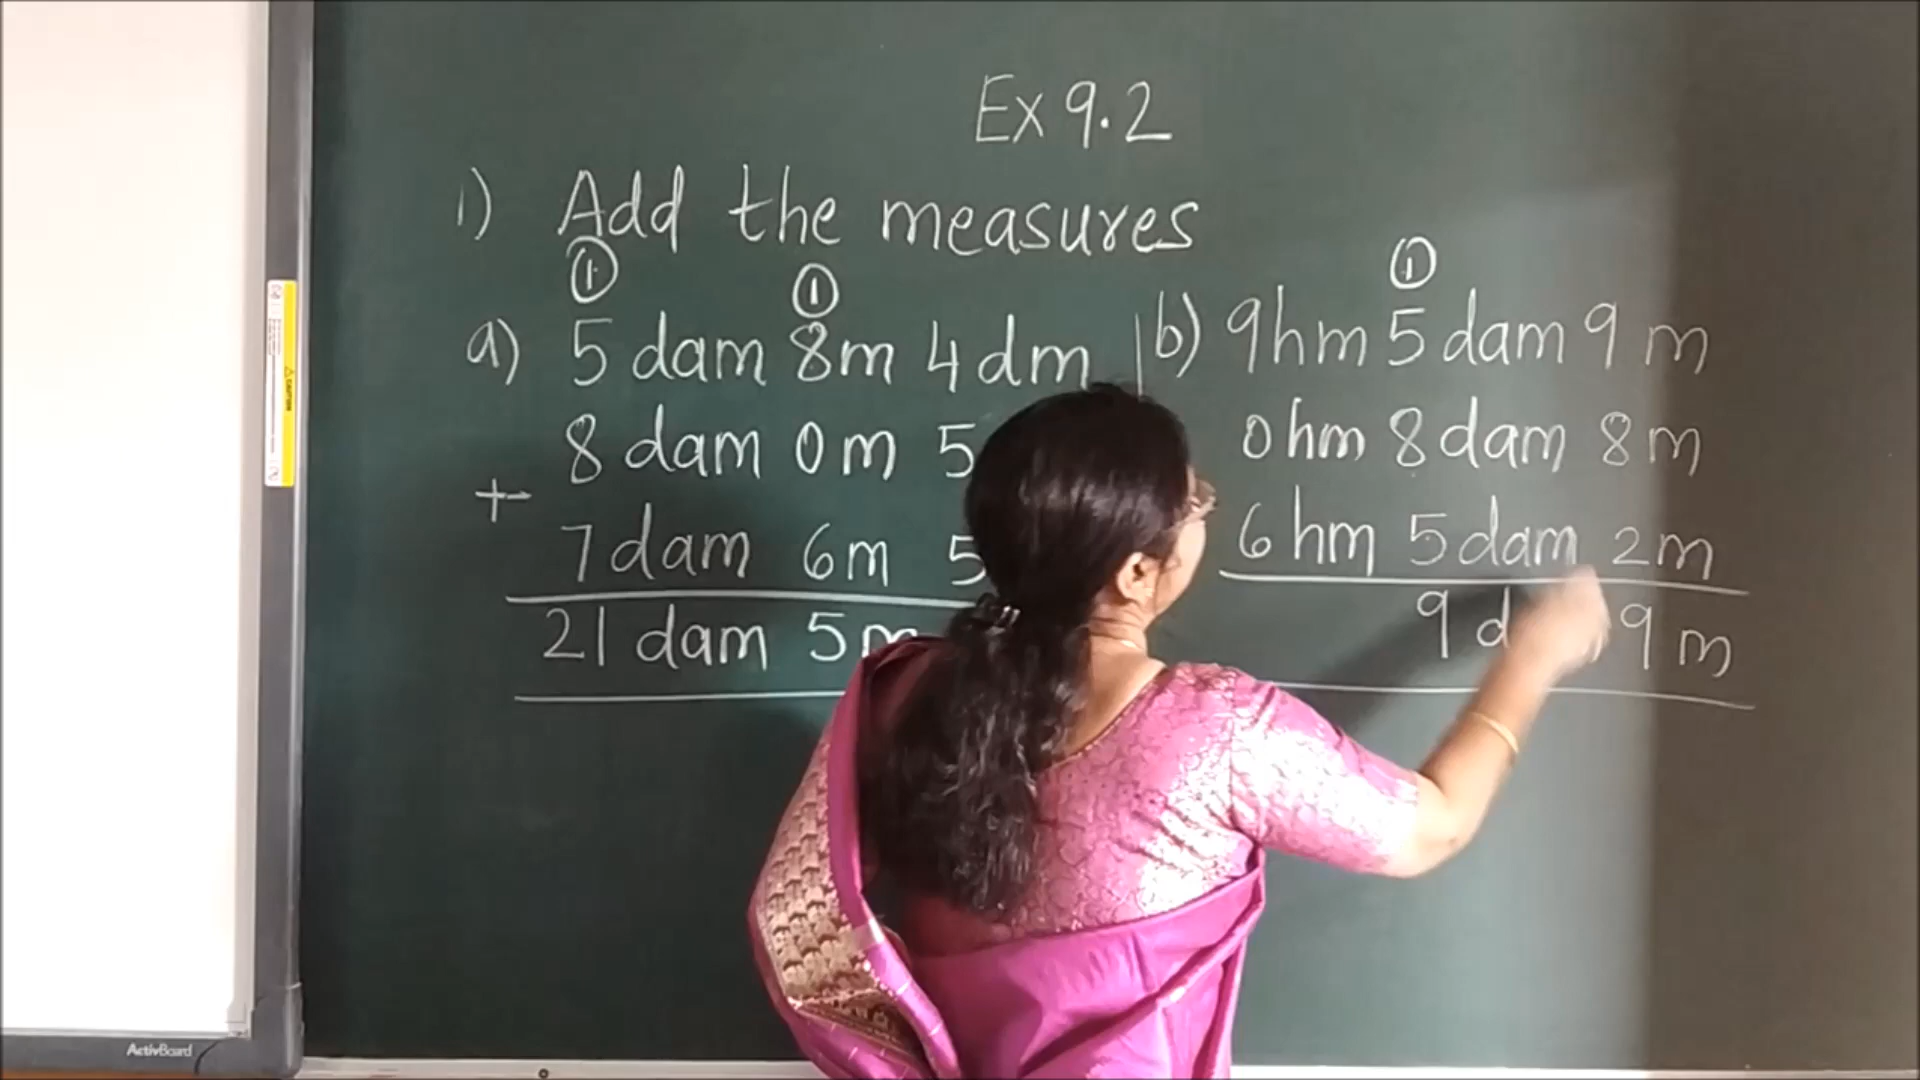 Ex 9.2
1) Add the measures
① ①
a) 5 dam 8m 4 dm
8 dam 0 m 5
+
7 dam 6m 5
21 dam 5 m
①
b) 9hm 5 dam 9 m
0 hm 8 dam 8 m
6 hm 5 dam 2m
9 d 9 m
CAUTION
ActivBoard